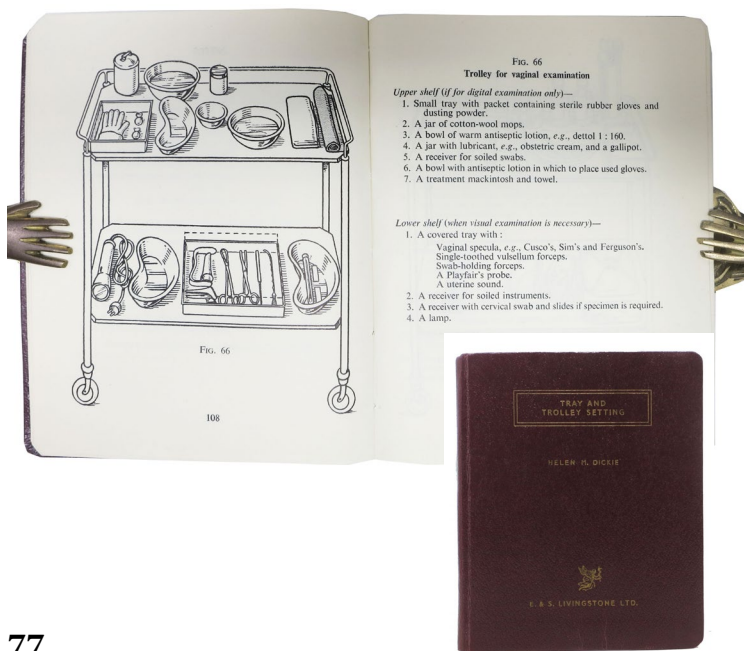 FIG. 66
108
FIG. 66
Trolley for vaginal examination
Upper shelf (if for digital examination only)—
1. Small tray with packet containing sterile rubber gloves and
dusting powder.
2. A jar of cotton-wool mops.
3. A bowl of warm antiseptic lotion, e.g., dettol 1 : 160.
4. A jar with lubricant, e.g., obstetric cream, and a gallipot.
5. A receiver for soiled swabs.
6. A bowl with antiseptic lotion in which to place used gloves.
7. A treatment mackintosh and towel.
Lower shelf (when visual examination is necessary)—
1. A covered tray with :
Vaginal specula, e.g., Cusco's, Sim's and Ferguson's.
Single-toothed vulsellum forceps.
Swab-holding forceps.
A Playfair's probe.
A uterine sound.
2. A receiver for soiled instruments.
3. A receiver with cervical swab and slides if specimen is required.
4. A lamp.
TRAY AND
TROLLEY SETTING
HELEN M. DICKIE
E. & S. LIVINGSTONE LTD.
77